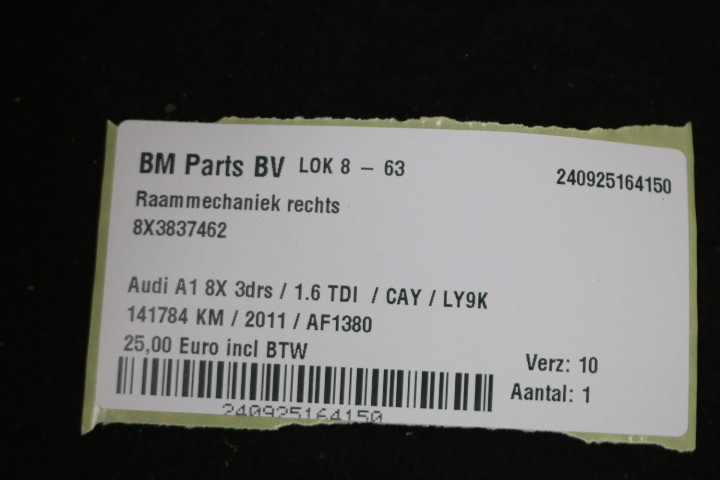 BM Parts BV LOK 8 – 63
240925164150
Raammechaniek rechts
8X3837462
Audi A1 8X 3drs / 1.6 TDI / CAY / LY9K
141784 KM / 2011 / AF1380
25,00 Euro incl BTW
Verz: 10
Aantal: 1
240925164150